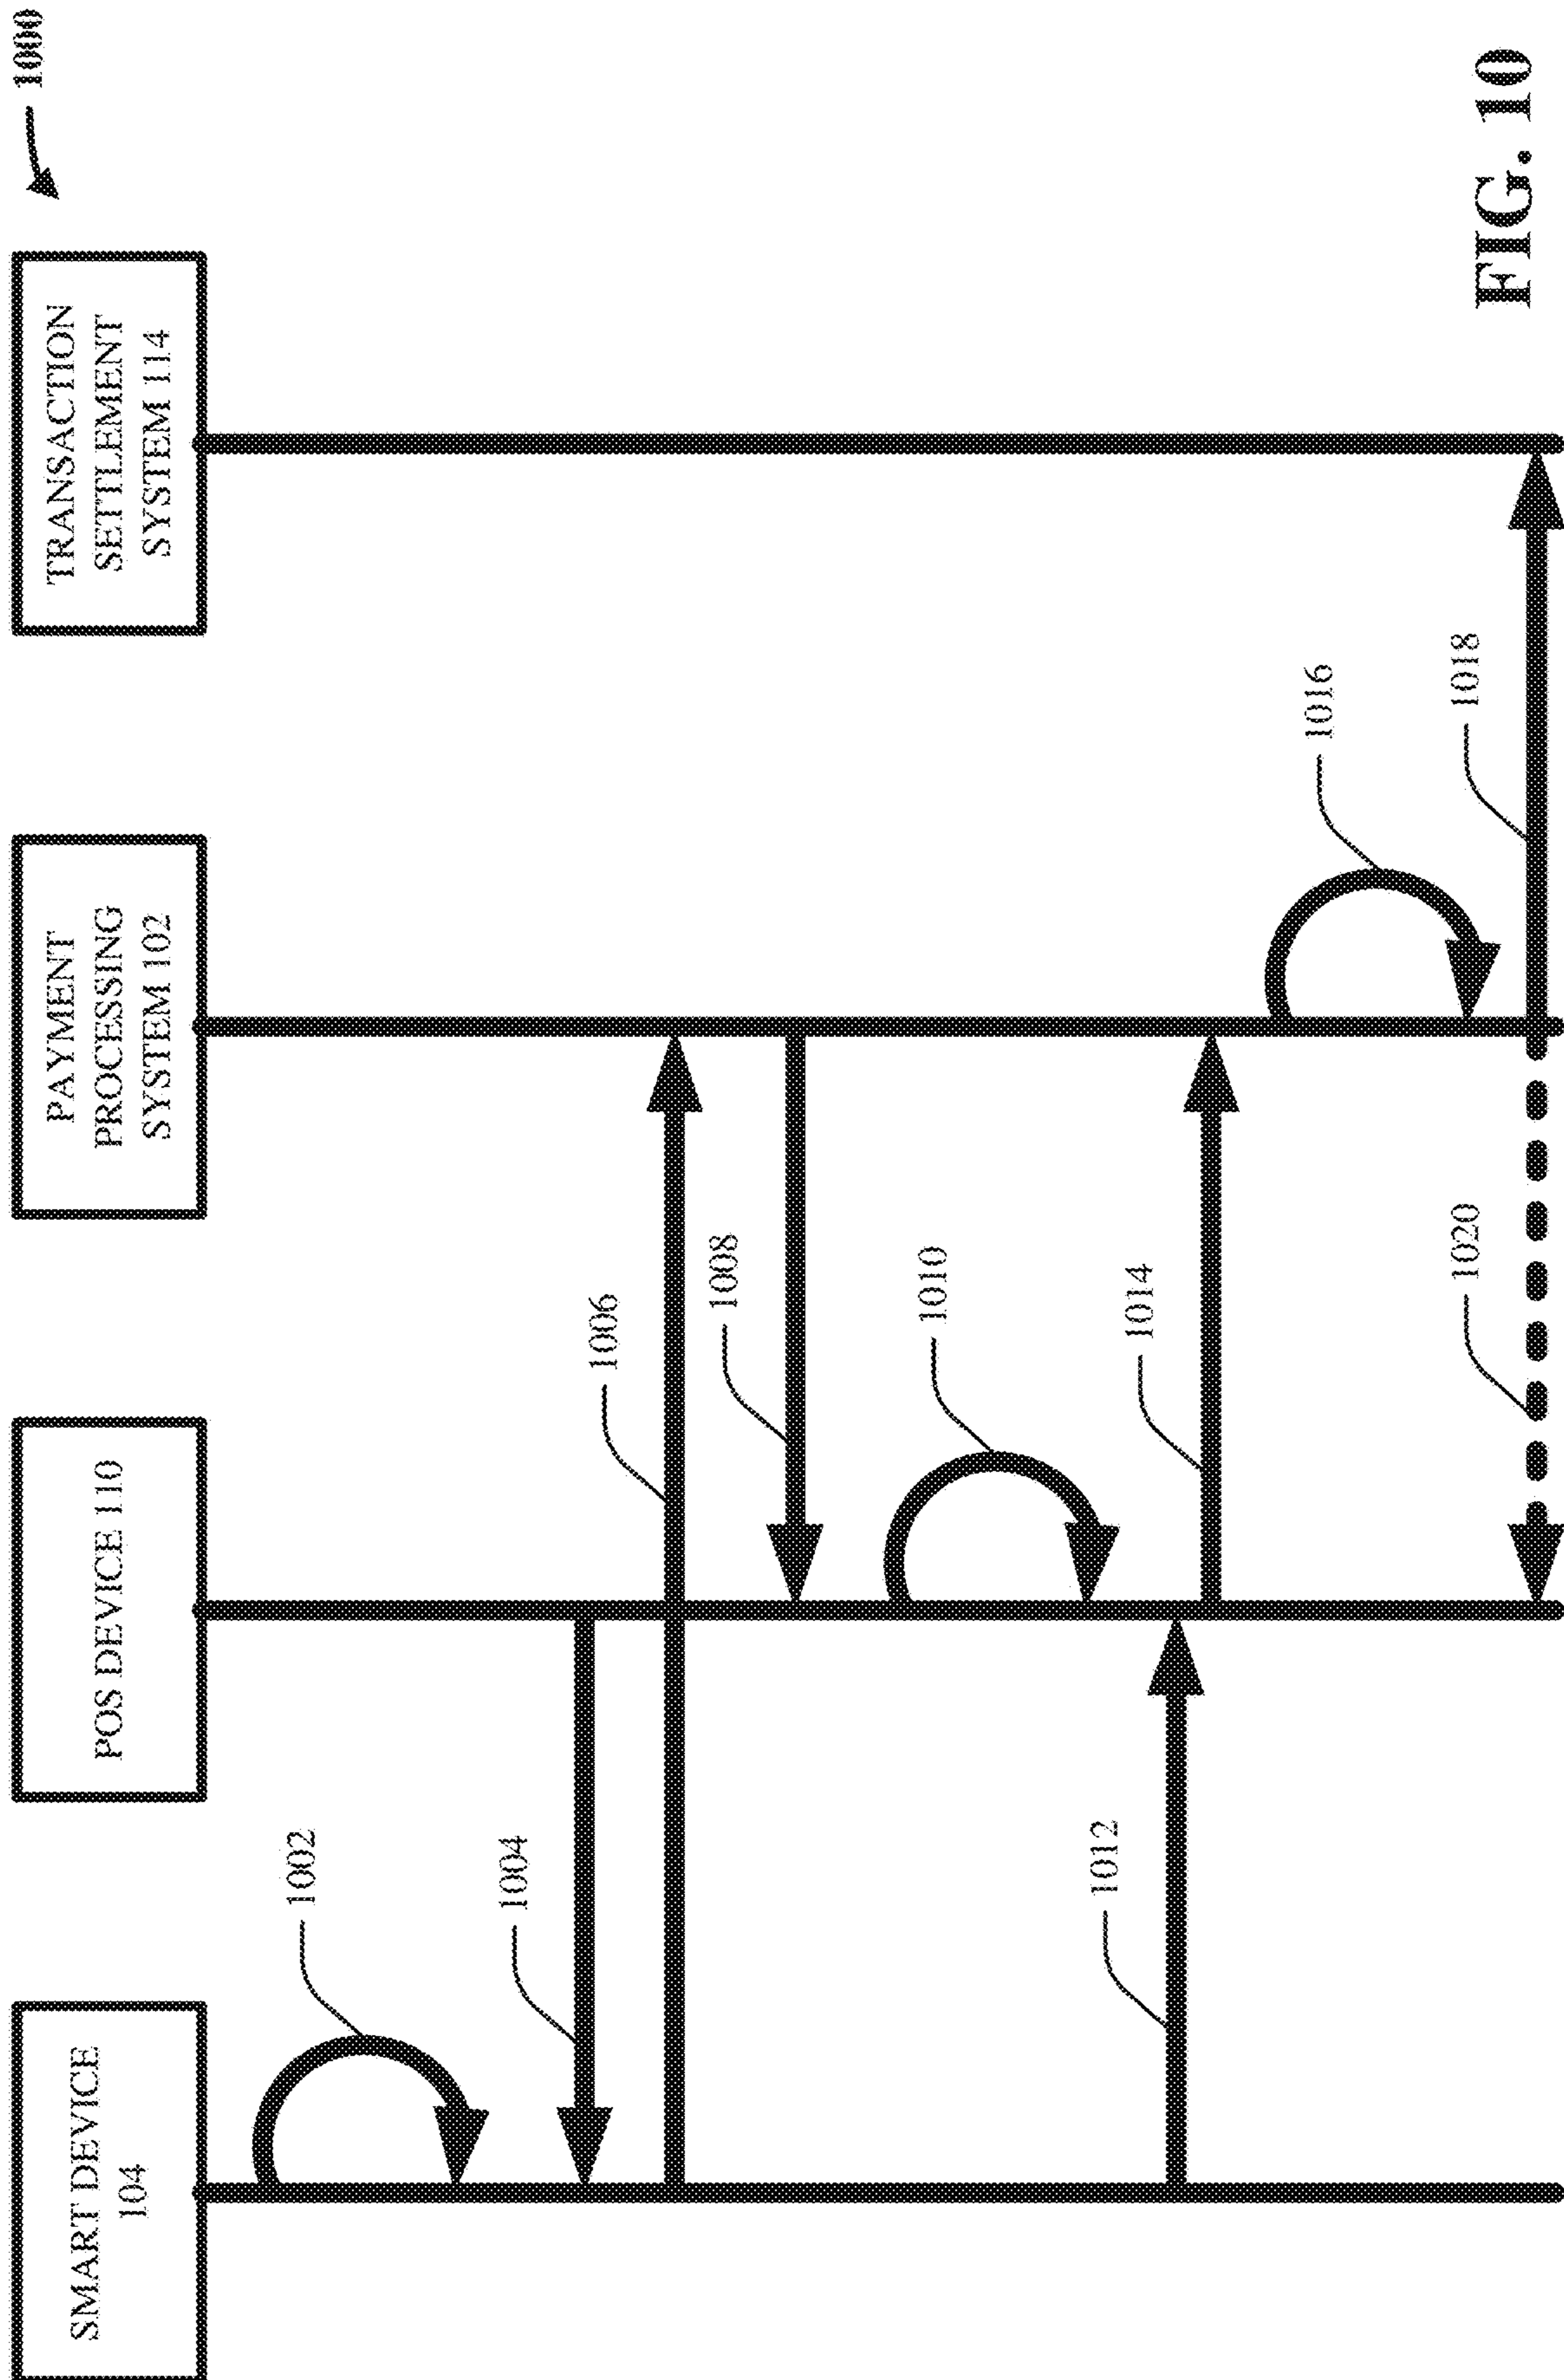 1000
SMART DEVICE
104
POS DEVICE 110
PAYMENT
PROCESSING
SYSTEM 102
TRANSACTION
SETTLEMENT
SYSTEM 114
1002
1004
1006
1008
1010
1012
1014
1016
1018
1020
FIG. 10